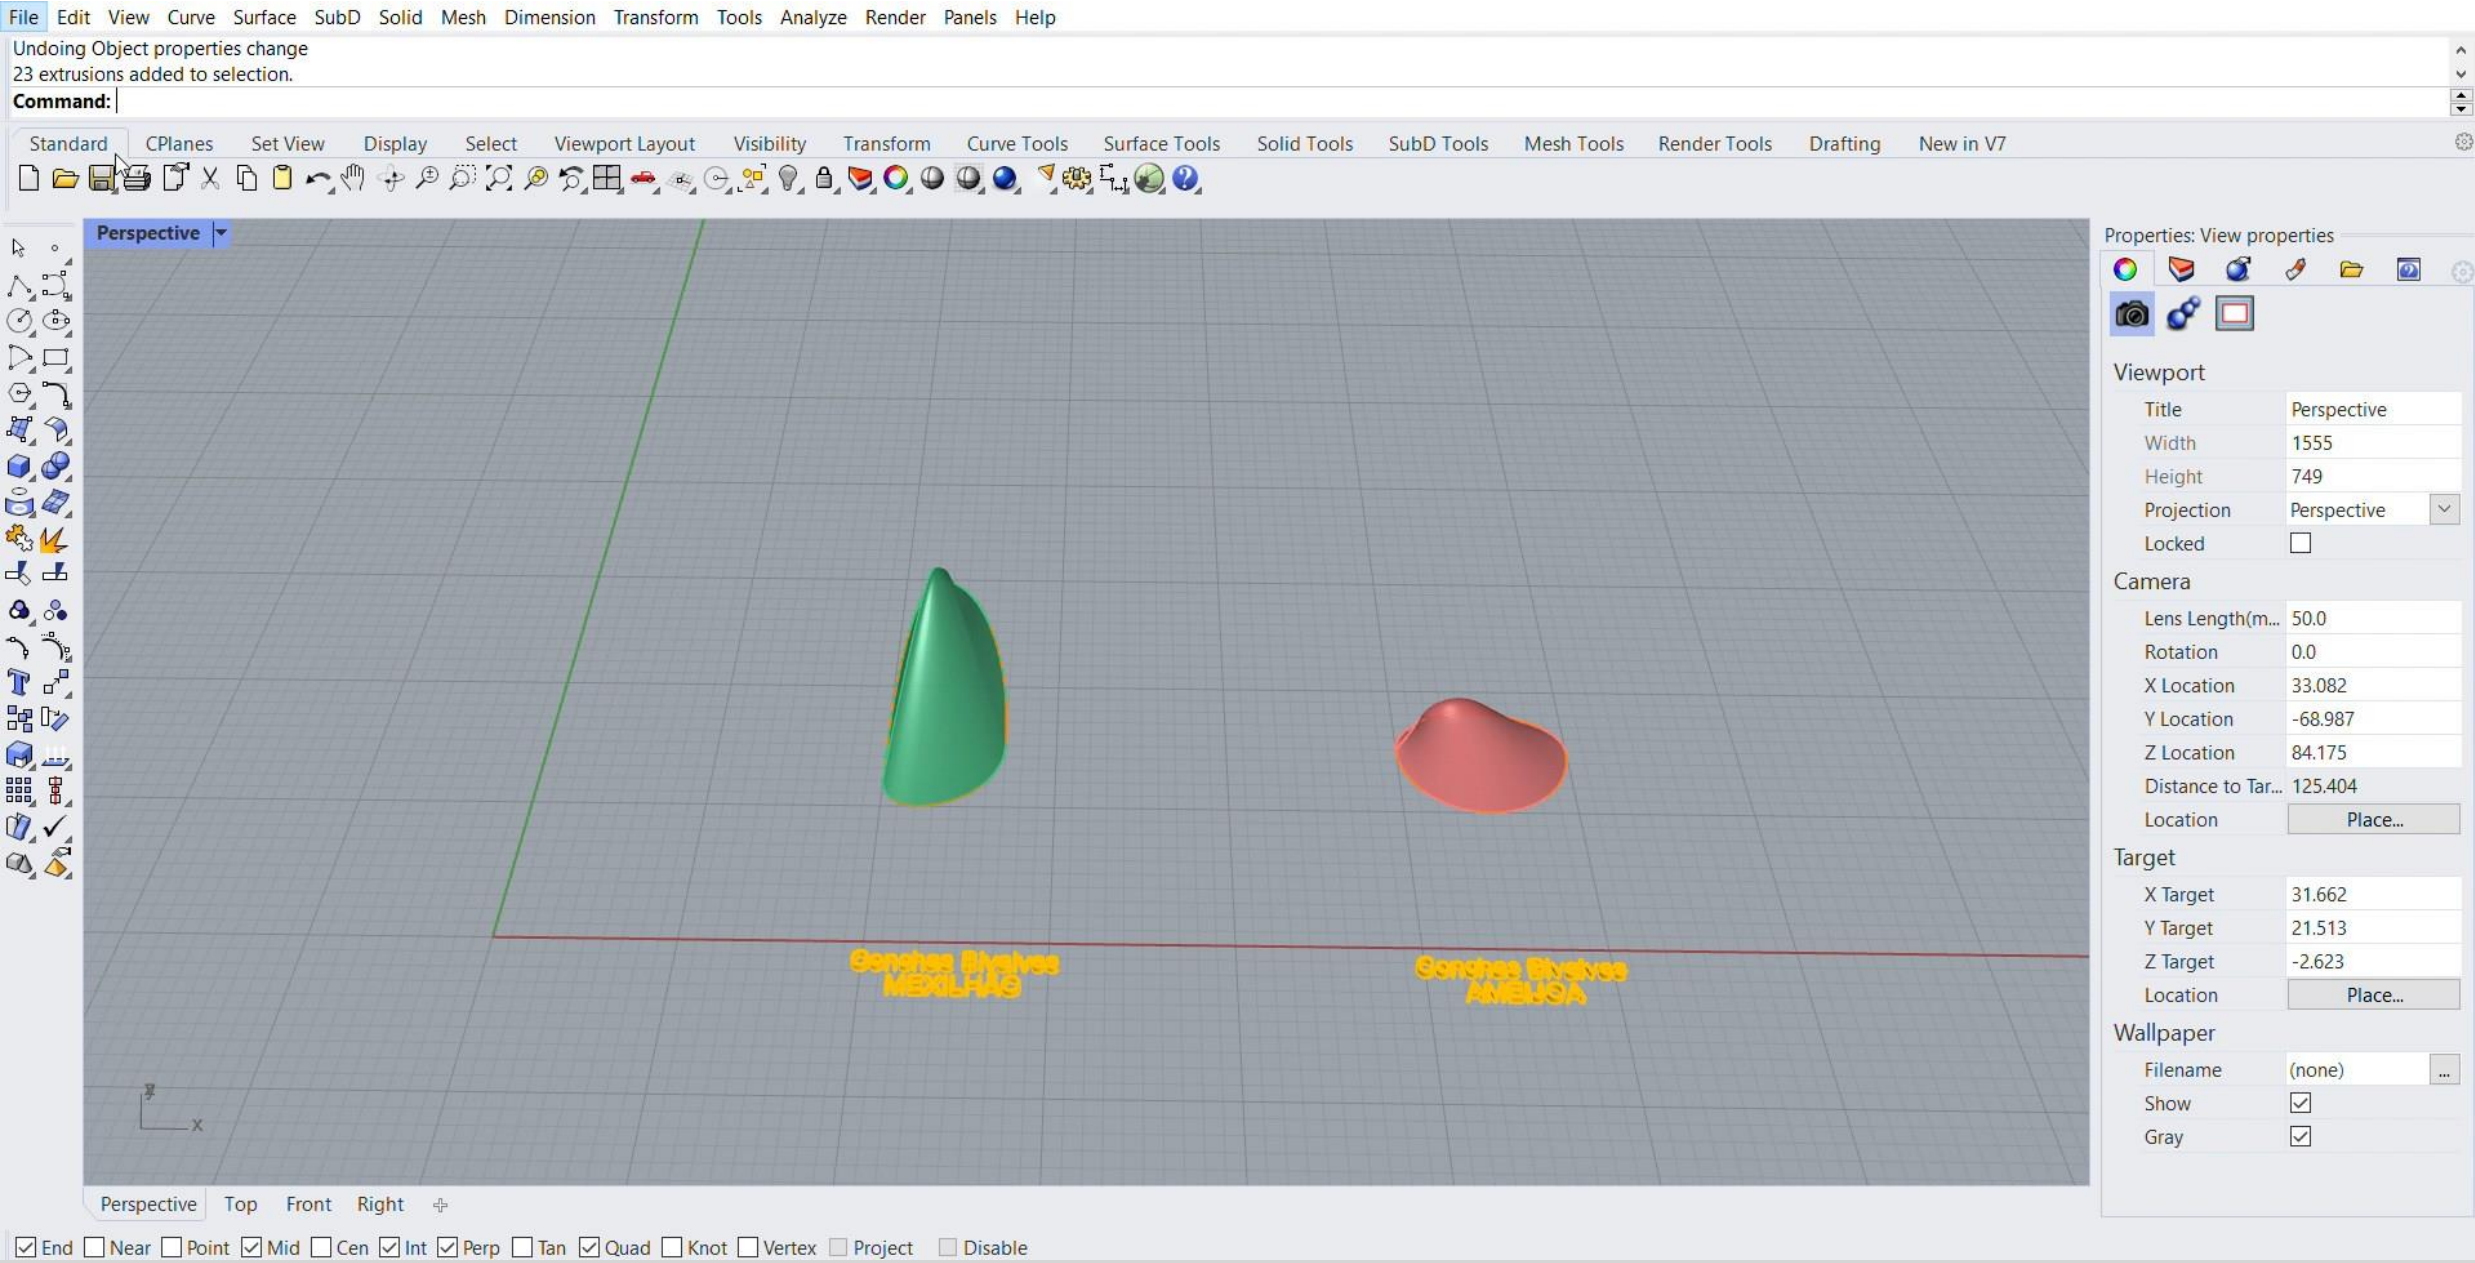 File Edit View Curve Surface SubD Solid Mesh Dimension Transform Tools Analyze Render Panels Help
Undoing Object properties change
23 extrusions added to selection.
Command:
Standard CPlanes Set View Display Select Viewport Layout Visibility Transform Curve Tools Surface Tools Solid Tools SubD Tools Mesh Tools Render Tools Drafting New in V7
Perspective
Conchas Bivalves
MEXILHAO
Conchas Bivalves
AMEIJOA
x
Perspective Top Front Right
End Near Point Mid Cen Int Perp Tan Quad Knot Vertex Project Disable
Properties: View properties
Viewport
Title Perspective
Width 1555
Height 749
Projection Perspective
Locked
Camera
Lens Length(m... 50.0
Rotation 0.0
X Location 33.082
Y Location -68.987
Z Location 84.175
Distance to Tar... 125.404
Location Place...
Target
X Target 31.662
Y Target 21.513
Z Target -2.623
Location Place...
Wallpaper
Filename (none) ...
Show
Gray